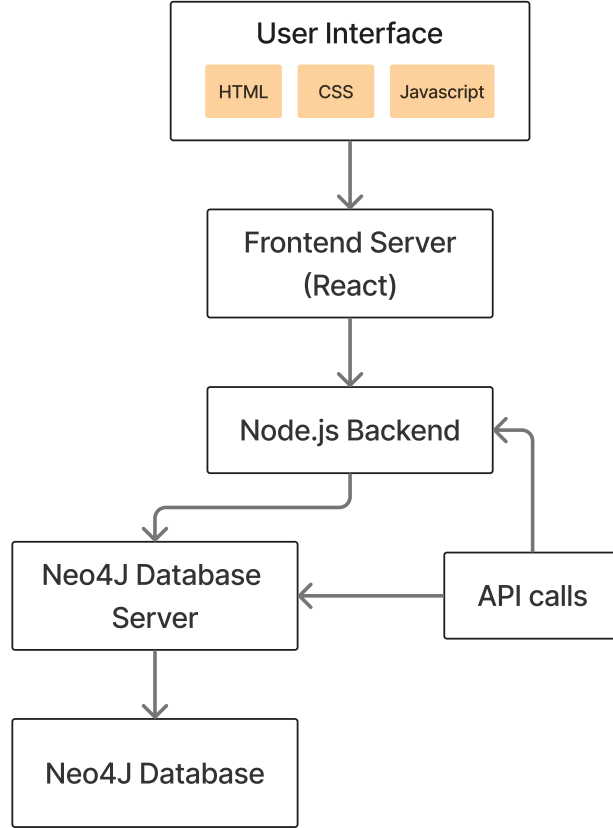 User Interface
HTML CSS Javascript
Frontend Server
(React)
Node.js Backend
Neo4J Database
Server
API calls
Neo4J Database